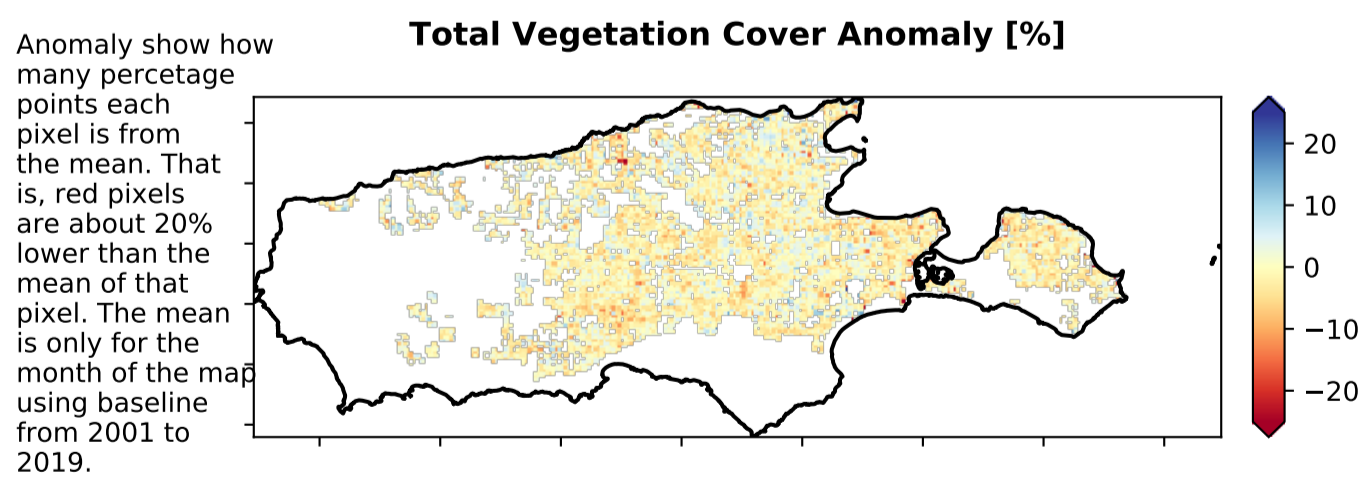 Total Vegetation Cover Anomaly [%]
Anomaly show how
many percetage
points each
pixel is from
the mean. That
is, red pixels
are about 20%
lower than the
mean of that
pixel. The mean
is only for the
month of the map
using baseline
from 2001 to
2019.
20
10
0
−10
−20